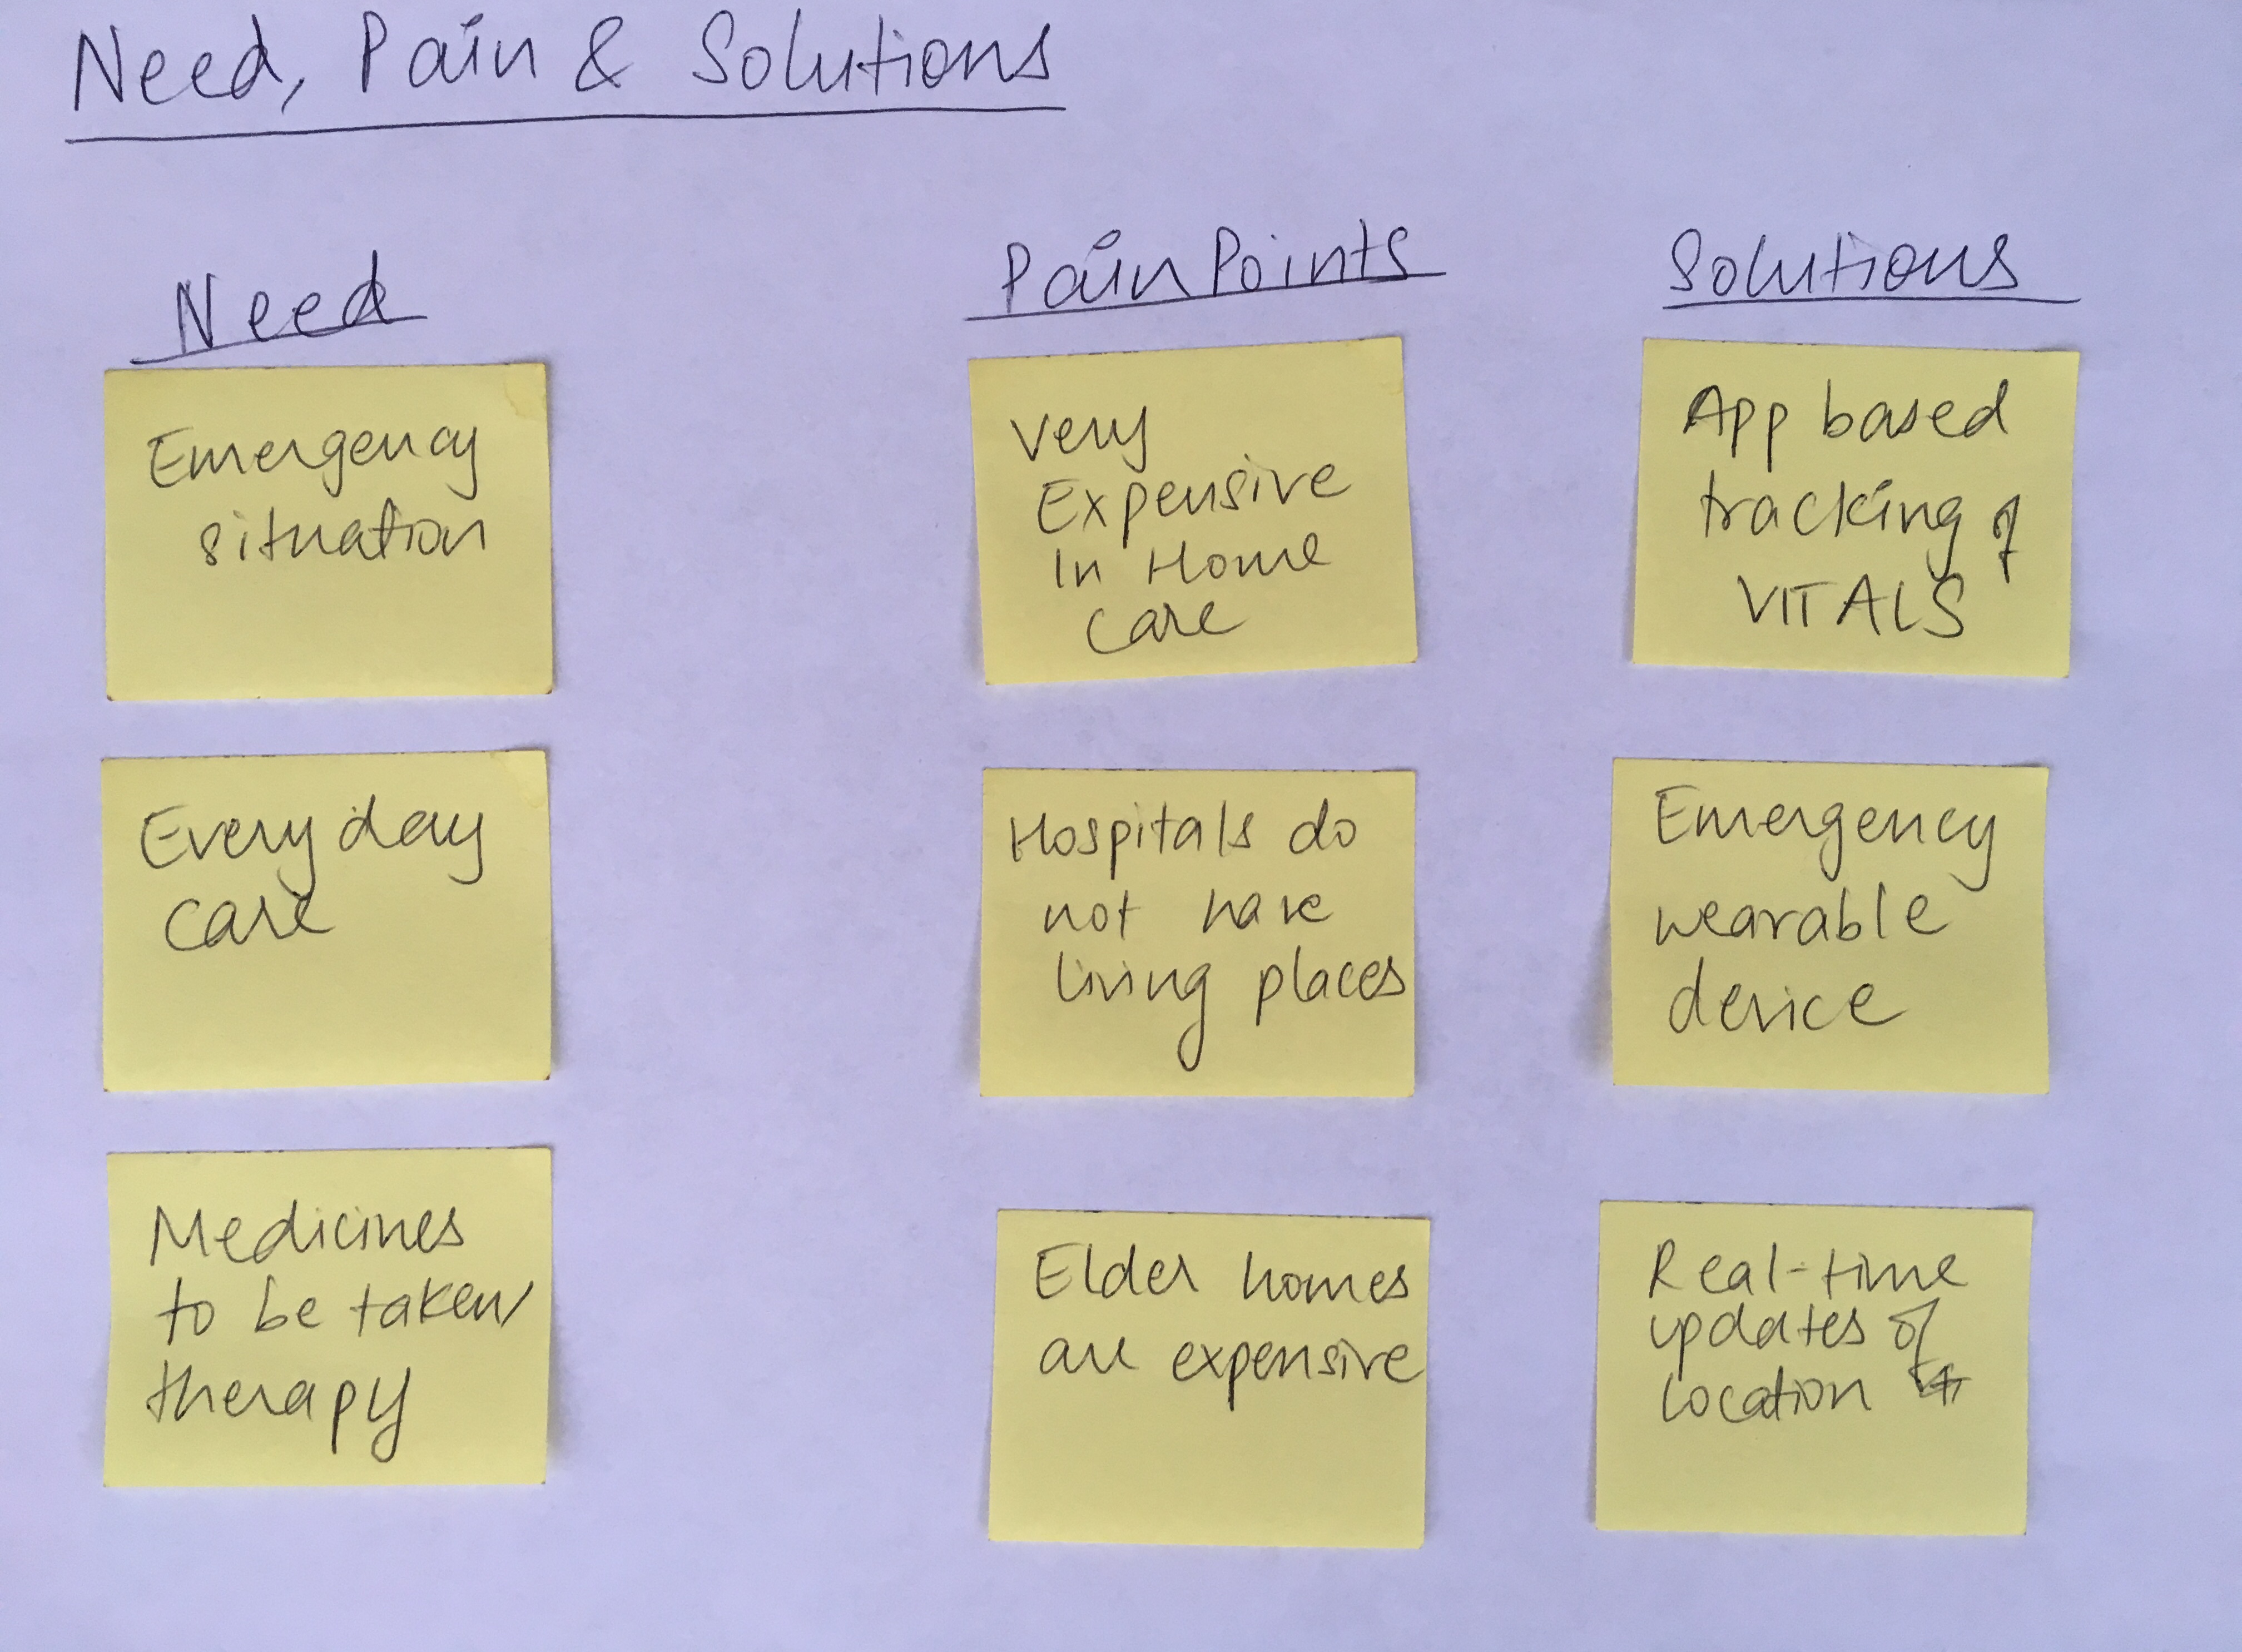 Need, Pain & Solutions
Need
Emergency
situation
Every day
care
Medicines
to be taken/
therapy
Pain Points
Very
Expensive
In Home
care
Hospitals do
not have
living places
Elder homes
are expensive
Solutions
App based
tracking of
VITALS
Emergency
wearable
device
Real-time
updates of
location